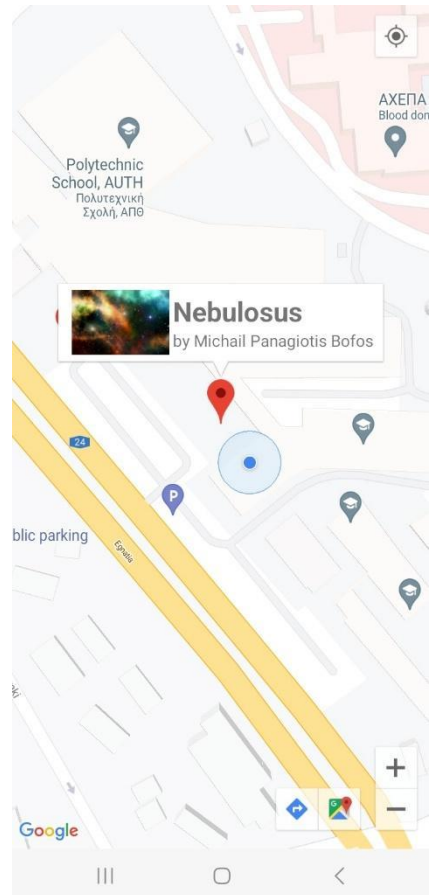 ΑΧΕΠΑ
Blood don
Polytechnic
School, AUTH
Πολυτεχνική
Σχολή, ΑΠΘ
Nebulosus
by Michail Panagiotis Bofos
24
P
blic parking
Egnatia
ki
+
−
Google